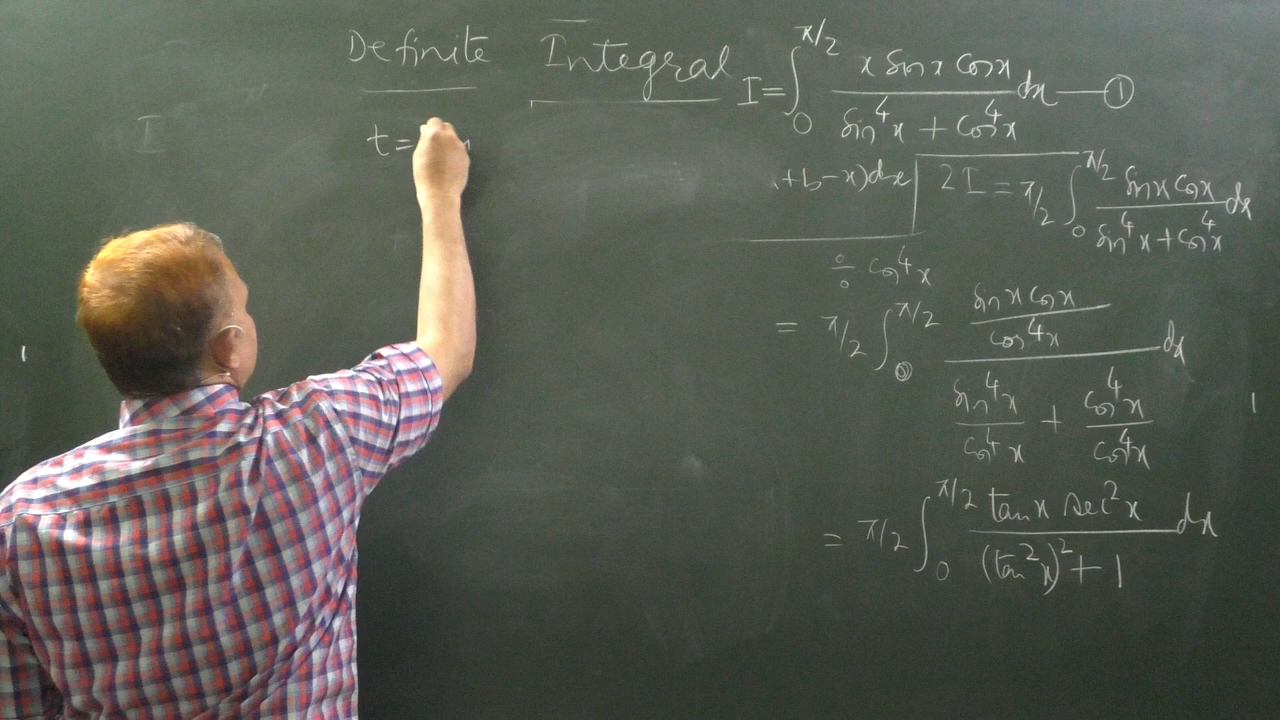 Definite Integral
I = ∫₀^{π/2} x sin x cos x / (sin⁴x + cos⁴x) dx — ①
t =
+b-x)dx
2I = π/2 ∫₀^{π/2} sin x cos x / (sin⁴x + cos⁴x) dx
÷ cos⁴x
= π/2 ∫₀^{π/2} (sin x cos x / cos⁴x) / (sin⁴x / cos⁴x + cos⁴x / cos⁴x) dx
= π/2 ∫₀^{π/2} tan x sec²x / ((tan²x)² + 1) dx
I